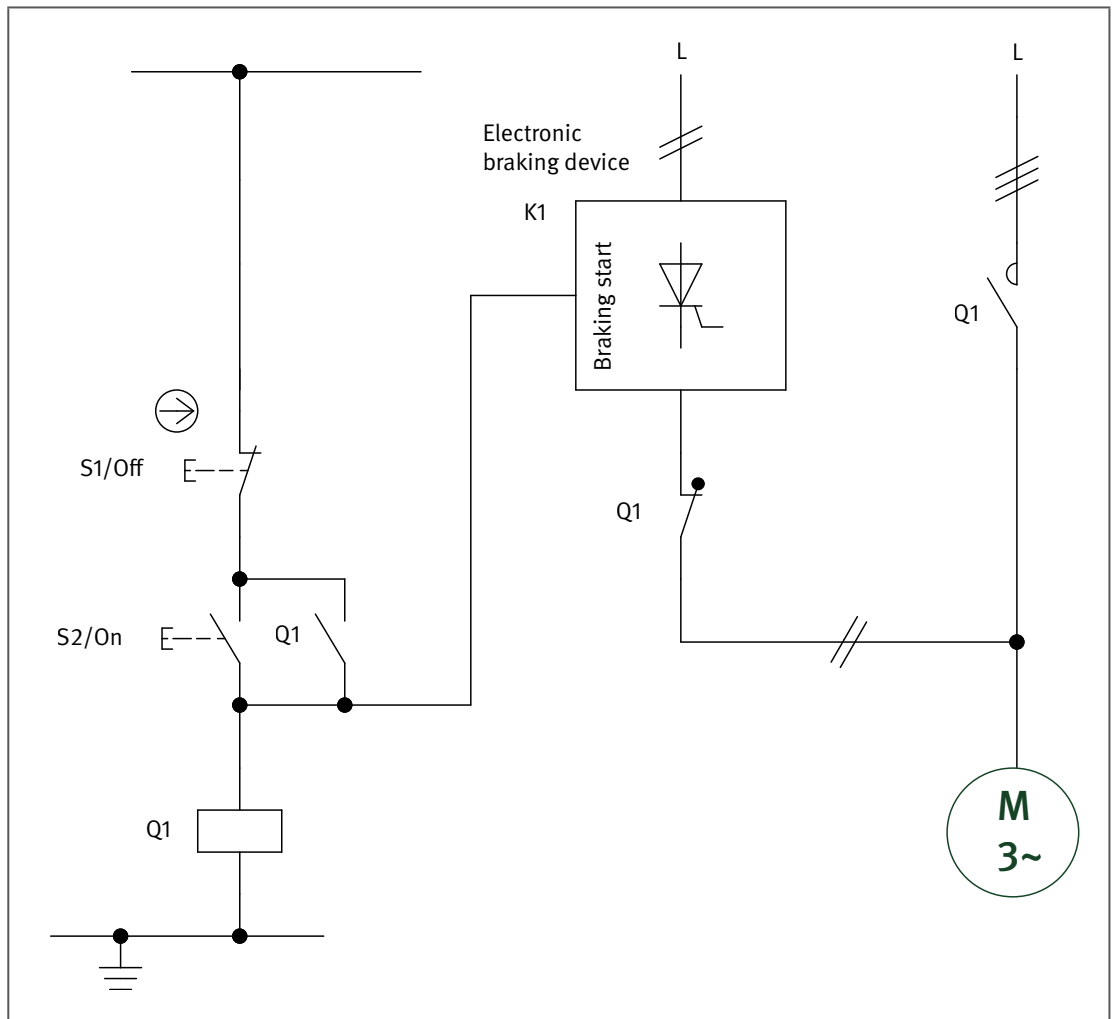 L
L
Electronic
braking device
K1
Braking start
Q1
S1/Off
Q1
S2/On
Q1
Q1
M
3~